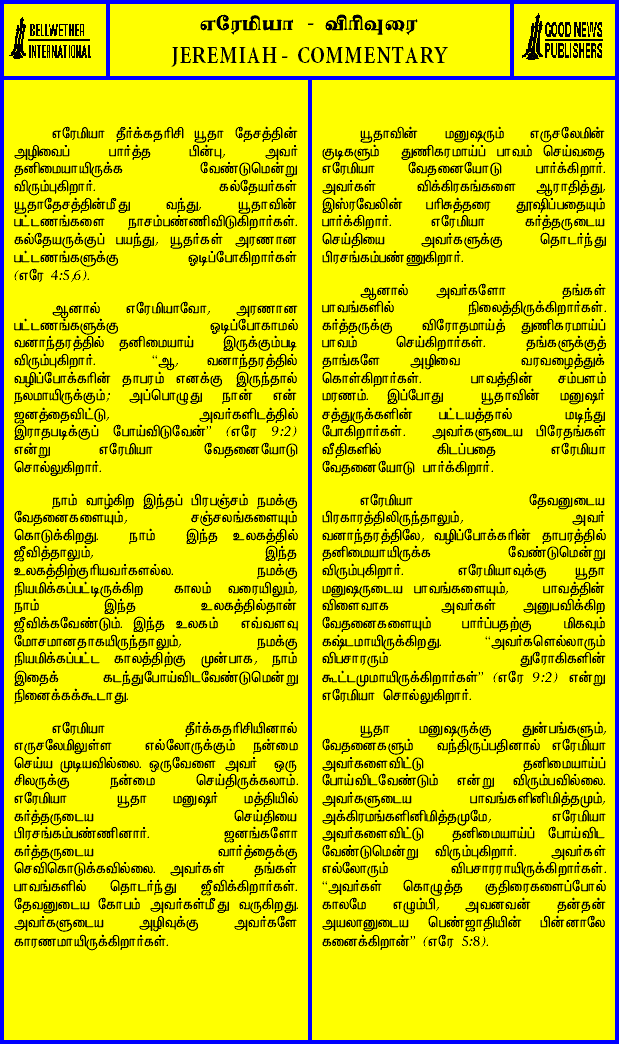 BELLWETHER
INTERNATIONAL
எரேமியா - விரிவுரை
JEREMIAH - COMMENTARY
GOOD NEWS
PUBLISHERS
எரேமியா தீர்க்கதரிசி யூதா தேசத்தின்
அழிவைப் பார்த்த பின்பு, அவர்
தனிமையாயிருக்க வேண்டுமென்று
விரும்புகிறார். கல்தேயர்கள்
யூதாதேசத்தின்மீது வந்து, யூதாவின்
பட்டணங்களை நாசம்பண்ணிவிடுகிறார்கள்.
கல்தேயருக்குப் பயந்து, யூதர்கள் அரணான
பட்டணங்களுக்கு ஓடிப்போகிறார்கள்
(எரே 4:5,6).
ஆனால் எரேமியாவோ, அரணான
பட்டணங்களுக்கு ஓடிப்போகாமல்
வனாந்தரத்தில் தனிமையாய் இருக்கும்படி
விரும்புகிறார். "ஆ, வனாந்தரத்தில்
வழிப்போக்கரின் தாபரம் எனக்கு இருந்தால்
நலமாயிருக்கும்; அப்பொழுது நான் என்
ஜனத்தைவிட்டு, அவர்களிடத்தில்
இராதபடிக்குப் போய்விடுவேன்" (எரே 9:2)
என்று எரேமியா வேதனையோடு
சொல்லுகிறார்.
நாம் வாழ்கிற இந்தப் பிரபஞ்சம் நமக்கு
வேதனைகளையும், சஞ்சலங்களையும்
கொடுக்கிறது. நாம் இந்த உலகத்தில்
ஜீவித்தாலும், இந்த
உலகத்திற்குரியவர்களல்ல. நமக்கு
நியமிக்கப்பட்டிருக்கிற காலம் வரையிலும்,
நாம் இந்த உலகத்தில்தான்
ஜீவிக்கவேண்டும். இந்த உலகம் எவ்வளவு
மோசமானதாகயிருந்தாலும், நமக்கு
நியமிக்கப்பட்ட காலத்திற்கு முன்பாக, நாம்
இதைக் கடந்துபோய்விடவேண்டுமென்று
நினைக்கக்கூடாது.
எரேமியா தீர்க்கதரிசியினால்
எருசலேமிலுள்ள எல்லோருக்கும் நன்மை
செய்ய முடியவில்லை. ஒருவேளை அவர் ஒரு
சிலருக்கு நன்மை செய்திருக்கலாம்.
எரேமியா யூதா மனுஷர் மத்தியில்
கர்த்தருடைய செய்தியை
பிரசங்கம்பண்ணினார். ஜனங்களோ
கர்த்தருடைய வார்த்தைக்கு
செவிகொடுக்கவில்லை. அவர்கள் தங்கள்
பாவங்களில் தொடர்ந்து ஜீவிக்கிறார்கள்.
தேவனுடைய கோபம் அவர்கள்மீது வருகிறது.
அவர்களுடைய அழிவுக்கு அவர்களே
காரணமாயிருக்கிறார்கள்.
யூதாவின் மனுஷரும் எருசலேமின்
குடிகளும் துணிகரமாய்ப் பாவம் செய்வதை
எரேமியா வேதனையோடு பார்க்கிறார்.
அவர்கள் விக்கிரகங்களை ஆராதித்து,
இஸ்ரவேலின் பரிசுத்தரை தூஷிப்பதையும்
பார்க்கிறார். எரேமியா கர்த்தருடைய
செய்தியை அவர்களுக்கு தொடர்ந்து
பிரசங்கம்பண்ணுகிறார்.
ஆனால் அவர்களோ தங்கள்
பாவங்களில் நிலைத்திருக்கிறார்கள்.
கர்த்தருக்கு விரோதமாய்த் துணிகரமாய்ப்
பாவம் செய்கிறார்கள். தங்களுக்குத்
தாங்களே அழிவை வரவழைத்துக்
கொள்கிறார்கள். பாவத்தின் சம்பளம்
மரணம். இப்போது யூதாவின் மனுஷர்
சத்துருக்களின் பட்டயத்தால் மடிந்து
போகிறார்கள். அவர்களுடைய பிரேதங்கள்
வீதிகளில் கிடப்பதை எரேமியா
வேதனையோடு பார்க்கிறார்.
எரேமியா தேவனுடைய
பிரகாரத்திலிருந்தாலும், அவர்
வனாந்தரத்திலே, வழிப்போக்கரின் தாபரத்தில்
தனிமையாயிருக்க வேண்டுமென்று
விரும்புகிறார். எரேமியாவுக்கு யூதா
மனுஷருடைய பாவங்களையும், பாவத்தின்
விளைவாக அவர்கள் அனுபவிக்கிற
வேதனைகளையும் பார்ப்பதற்கு மிகவும்
கஷ்டமாயிருக்கிறது. "அவர்களெல்லாரும்
விபசாரரும் துரோகிகளின்
கூட்டமுமாயிருக்கிறார்கள்" (எரே 9:2) என்று
எரேமியா சொல்லுகிறார்.
யூதா மனுஷருக்கு துன்பங்களும்,
வேதனைகளும் வந்திருப்பதினால் எரேமியா
அவர்களைவிட்டு தனிமையாய்ப்
போய்விடவேண்டும் என்று விரும்பவில்லை.
அவர்களுடைய பாவங்களினிமித்தமும்,
அக்கிரமங்களினிமித்தமுமே, எரேமியா
அவர்களைவிட்டு தனிமையாய்ப் போய்விட
வேண்டுமென்று விரும்புகிறார். அவர்கள்
எல்லோரும் விபசாரராயிருக்கிறார்கள்.
"அவர்கள் கொழுத்த குதிரைகளைப்போல்
காலமே எழும்பி, அவனவன் தன்தன்
அயலானுடைய பெண்ஜாதியின் பின்னாலே
கனைக்கிறான்" (எரே 5:8).